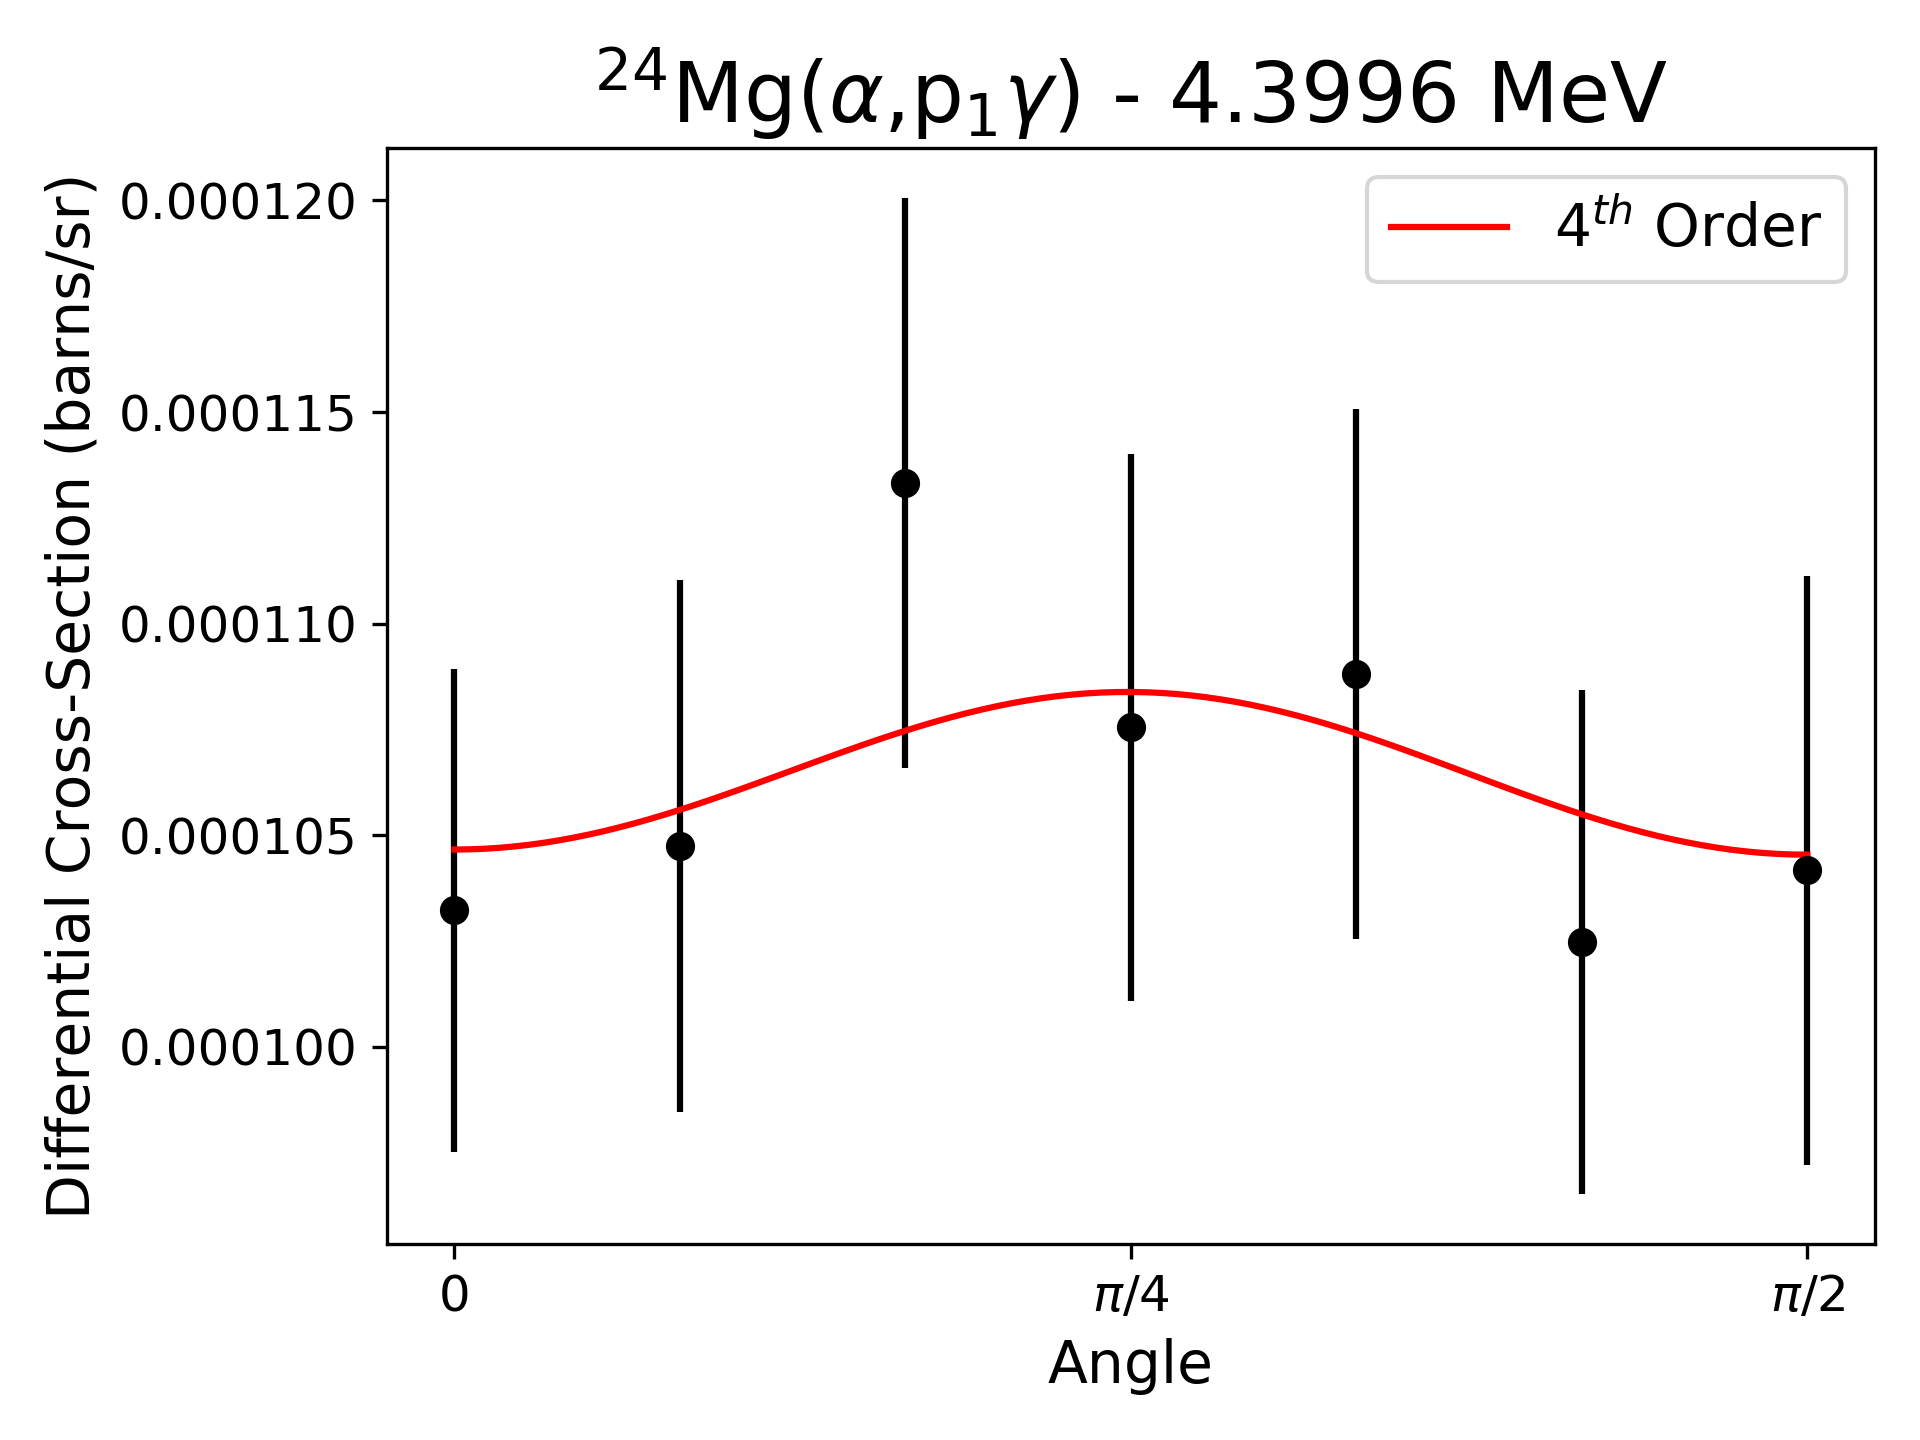 ²⁴Mg(α,p₁γ) - 4.3996 MeV
Differential Cross-Section (barns/sr)
0.000120
0.000115
0.000110
0.000105
0.000100
4ᵗʰ Order
0
π/4
π/2
Angle